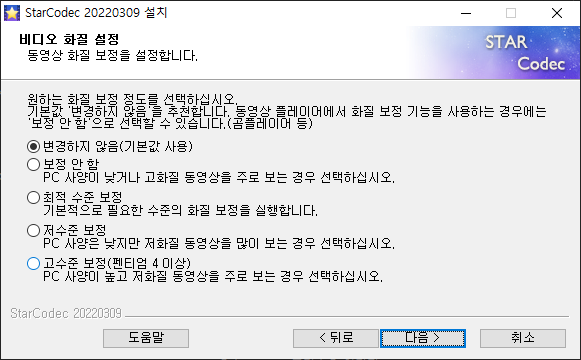 StarCodec 20220309 설치
비디오 화질 설정
동영상 화질 보정을 설정합니다.
STAR
Codec
원하는 화질 보정 정도를 선택하십시오.
기본값 '변경하지 않음'을 추천합니다. 동영상 플레이어에서 화질 보정 기능을 사용하는 경우에는
'보정 안 함'으로 선택할 수 있습니다.(곰플레이어 등)
변경하지 않음(기본값 사용)
보정 안 함
PC 사양이 낮거나 고화질 동영상을 주로 보는 경우 선택하십시오.
최적 수준 보정
기본적으로 필요한 수준의 화질 보정을 실행합니다.
저수준 보정
PC 사양은 낮지만 저화질 동영상을 많이 보는 경우 선택하십시오.
고수준 보정(펜티엄 4 이상)
PC 사양이 높고 저화질 동영상을 주로 보는 경우 선택하십시오.
StarCodec 20220309
도움말
< 뒤로
다음 >
취소